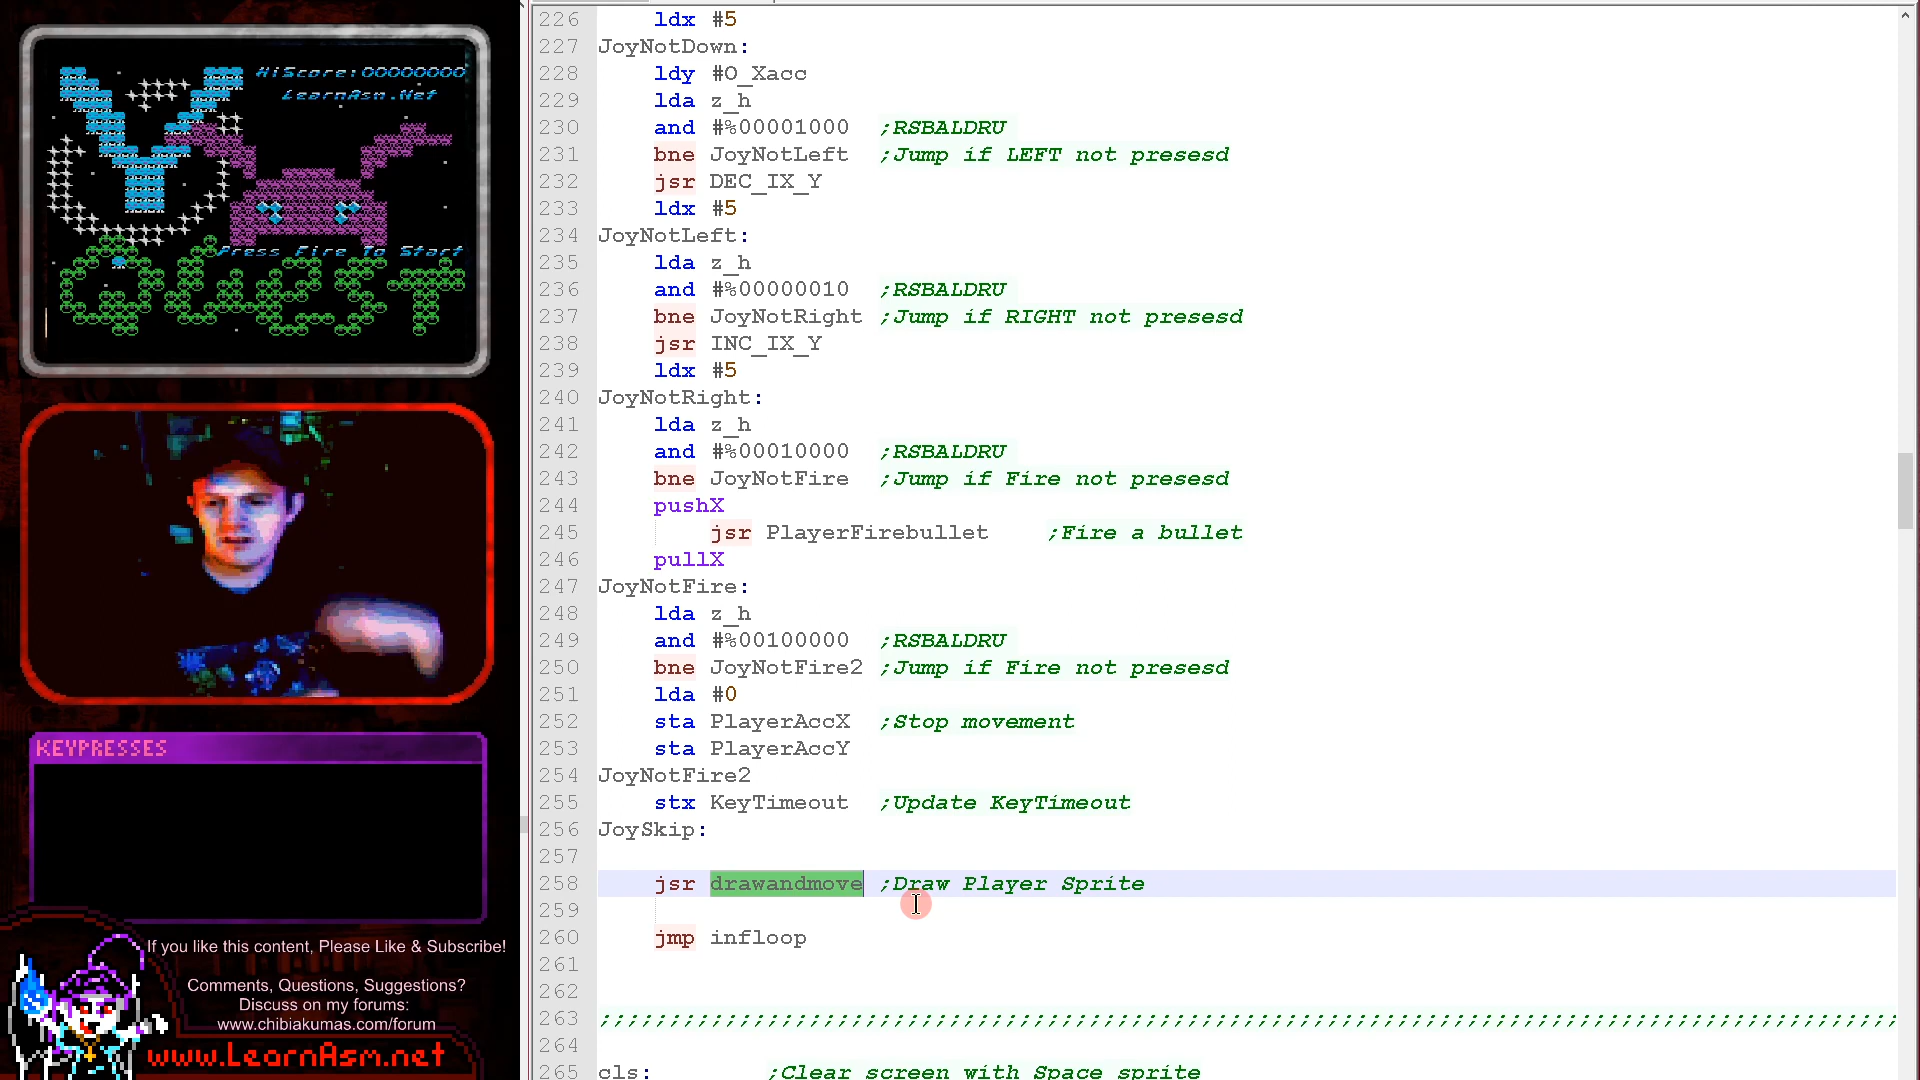 HiScore:00000000
LearnAsm.Net
Press Fire To Start
Quest
KEYPRESSES
If you like this content, Please Like & Subscribe!
Comments, Questions, Suggestions?
Discuss on my forums:
www.chibiakumas.com/forum
www.LearnAsm.net
226 ldx #5
227 JoyNotDown:
228 ldy #O_Xacc
229 lda z_h
230 and #%00001000 ;RSBALDRU
231 bne JoyNotLeft ;Jump if LEFT not presesd
232 jsr DEC_IX_Y
233 ldx #5
234 JoyNotLeft:
235 lda z_h
236 and #%00000010 ;RSBALDRU
237 bne JoyNotRight ;Jump if RIGHT not presesd
238 jsr INC_IX_Y
239 ldx #5
240 JoyNotRight:
241 lda z_h
242 and #%00010000 ;RSBALDRU
243 bne JoyNotFire ;Jump if Fire not presesd
244 pushX
245 jsr PlayerFirebullet ;Fire a bullet
246 pullX
247 JoyNotFire:
248 lda z_h
249 and #%00100000 ;RSBALDRU
250 bne JoyNotFire2 ;Jump if Fire not presesd
251 lda #0
252 sta PlayerAccX ;Stop movement
253 sta PlayerAccY
254 JoyNotFire2
255 stx KeyTimeout ;Update KeyTimeout
256 JoySkip:
257
258 jsr drawandmove ;Draw Player Sprite
259
260 jmp infloop
261
262
263 ;;;;;;;;;;;;;;;;;;;;;;;;;;;;;;;;;;;;;;;;;;;;;;;;;;;;;;;;;;;;;;;;;;;;;;;;;;;;;;;;;;;;;;;;;;;;
264
265 cls: ;Clear screen with Space sprite